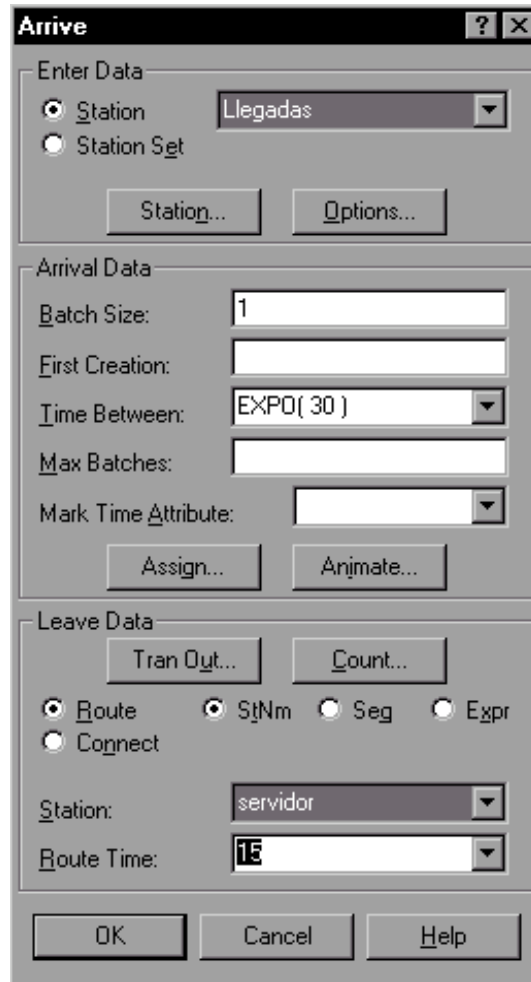 Arrive ? X
Enter Data
Station Llegadas
Station Set
Station... Options...
Arrival Data
Batch Size: 1
First Creation:
Time Between: EXPO( 30 )
Max Batches:
Mark Time Attribute:
Assign... Animate...
Leave Data
Tran Out... Count...
Route StNm Seg Expr
Connect
Station: servidor
Route Time: 15
OK Cancel Help